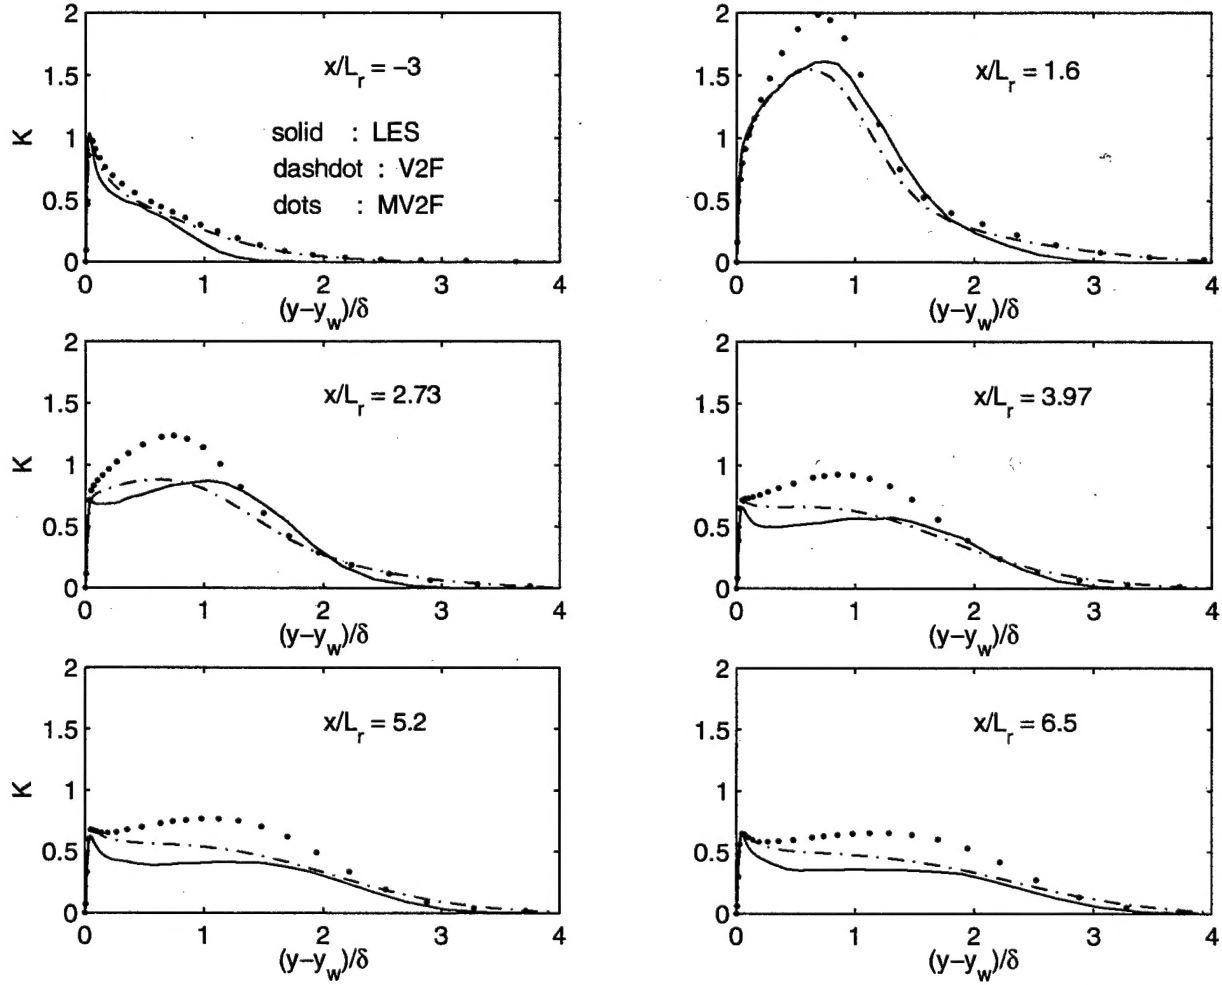 2
1.5
1
0.5
0
K
x/L_r = −3
solid : LES
dashdot : V2F
dots : MV2F
0 1 2 3 4
(y−y_w)/δ
2
1.5
1
0.5
0
x/L_r = 1.6
0 1 2 3 4
(y−y_w)/δ
2
1.5
1
0.5
0
K
x/L_r = 2.73
0 1 2 3 4
(y−y_w)/δ
2
1.5
1
0.5
0
x/L_r = 3.97
0 1 2 3 4
(y−y_w)/δ
2
1.5
1
0.5
0
K
x/L_r = 5.2
0 1 2 3 4
(y−y_w)/δ
2
1.5
1
0.5
0
x/L_r = 6.5
0 1 2 3 4
(y−y_w)/δ